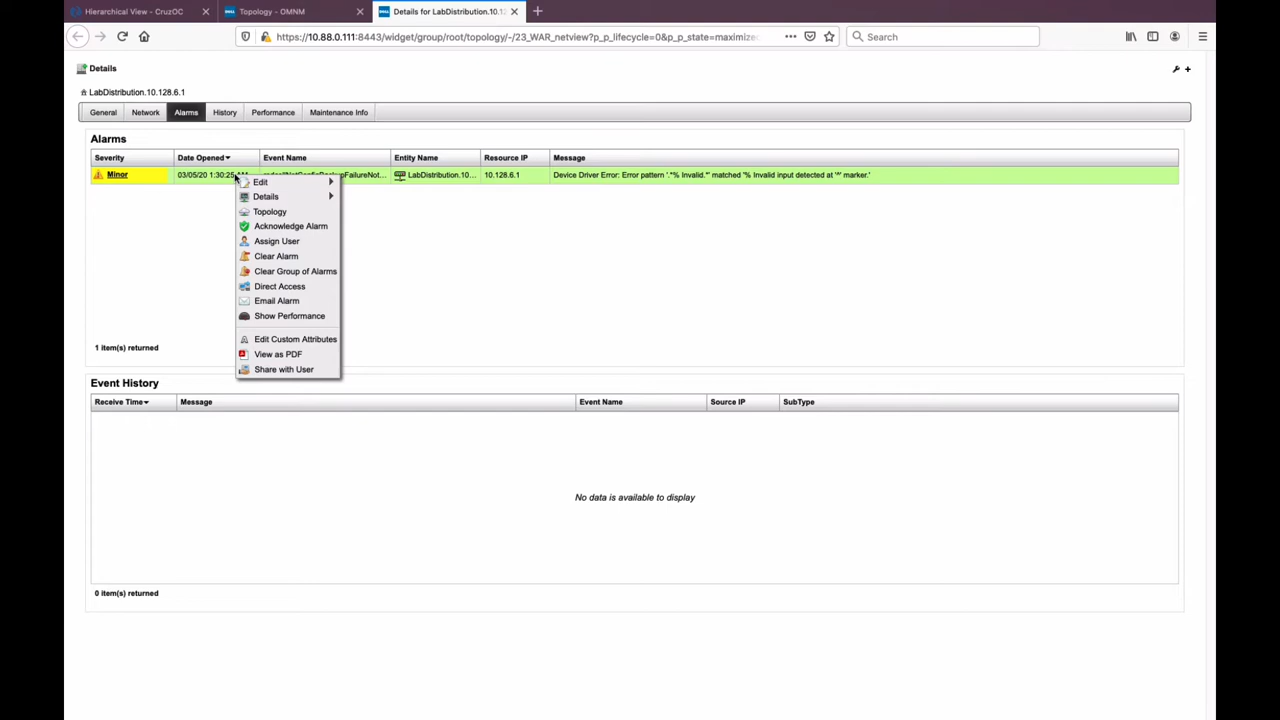 Hierarchical View - CruzOC
Topology - OMNM
Details for LabDistribution.10.12
https://10.88.0.111:8443/widget/group/root/topology/-/23_WAR_netview?p_p_lifecycle=0&p_p_state=maximize
Search
Details
LabDistribution.10.128.6.1
General Network Alarms History Performance Maintenance Info
Alarms
Severity Date Opened Event Name Entity Name Resource IP Message
Minor 03/05/20 1:30:25 LabDistribution.10... 10.128.6.1 Device Driver Error: Error pattern '.*% Invalid.*' matched '% Invalid input detected at '^' marker.'
Edit
Details
Topology
Acknowledge Alarm
Assign User
Clear Alarm
Clear Group of Alarms
Direct Access
Email Alarm
Show Performance
Edit Custom Attributes
View as PDF
Share with User
1 item(s) returned
Event History
Receive Time Message Event Name Source IP SubType
No data is available to display
0 item(s) returned